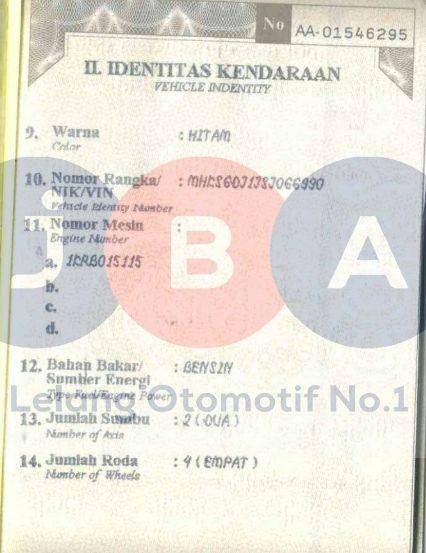 No AA-01546295
II. IDENTITAS KENDARAAN
VEHICLE INDENTITY
9. Warna : HITAM
Color
10. Nomor Rangka/ : MHKS6DJ1JSJ066990
NIK/VIN
Vehicle Identity Number
11. Nomor Mesin :
Engine Number
a. 1KRB015115
b.
c.
d.
12. Bahan Bakar/ : BENSIN
Sumber Energi
Type Fuel/Engine Power
13. Jumlah Sumbu : 2 (DUA)
Number of Axis
14. Jumlah Roda : 4 (EMPAT)
Number of Wheels
JBA
Lelang Otomotif No.1